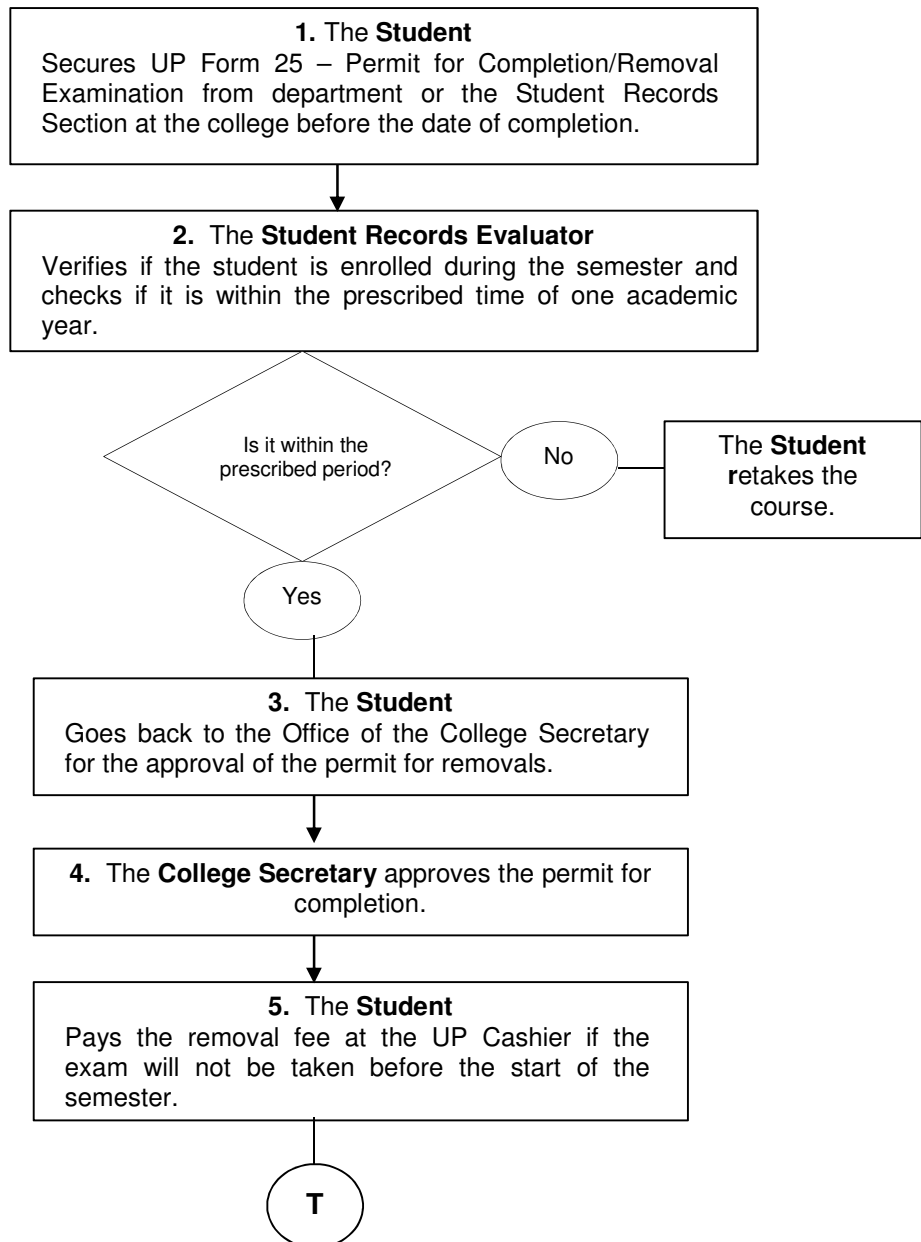 1. The Student
Secures UP Form 25 – Permit for Completion/Removal
Examination from department or the Student Records
Section at the college before the date of completion.
2. The Student Records Evaluator
Verifies if the student is enrolled during the semester and
checks if it is within the prescribed time of one academic
year.
Is it within the
prescribed period?
No
The Student
retakes the
course.
Yes
3. The Student
Goes back to the Office of the College Secretary
for the approval of the permit for removals.
4. The College Secretary approves the permit for
completion.
5. The Student
Pays the removal fee at the UP Cashier if the
exam will not be taken before the start of the
semester.
T